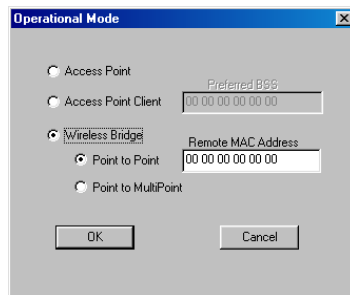 Operational Mode
Access Point
Preferred BSS
Access Point Client
00 00 00 00 00 00
Wireless Bridge
Remote MAC Address
Point to Point
00 00 00 00 00 00
Point to MultiPoint
OK
Cancel